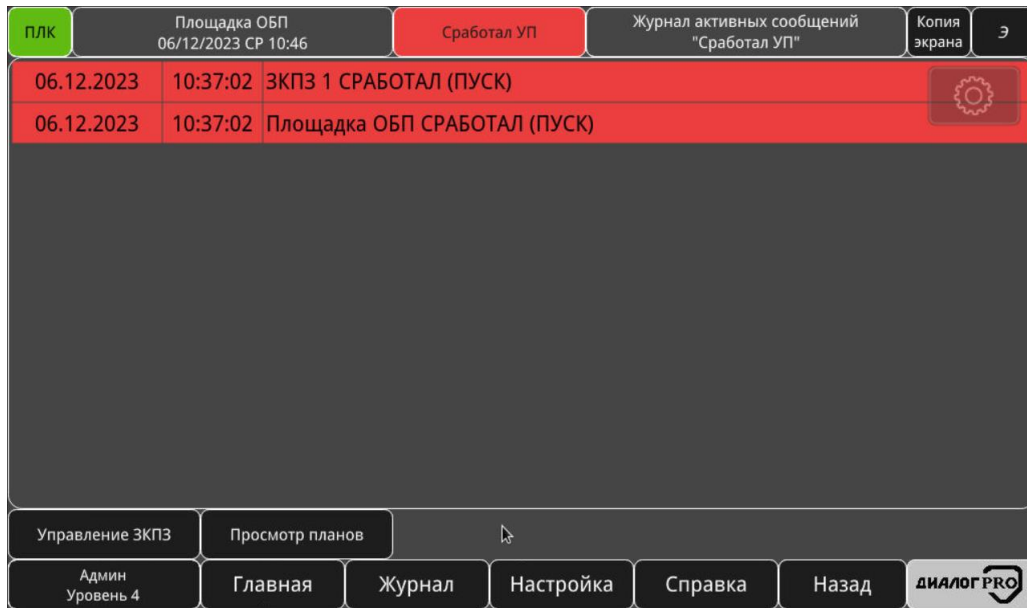 ПЛК
Площадка ОБП
06/12/2023 СР 10:46
Сработал УП
Журнал активных сообщений
"Сработал УП"
Копия
экрана
Э
06.12.2023 10:37:02 ЗКПЗ 1 СРАБОТАЛ (ПУСК)
06.12.2023 10:37:02 Площадка ОБП СРАБОТАЛ (ПУСК)
Управление ЗКПЗ
Просмотр планов
Админ
Уровень 4
Главная
Журнал
Настройка
Справка
Назад
ДИАЛОГ PRO